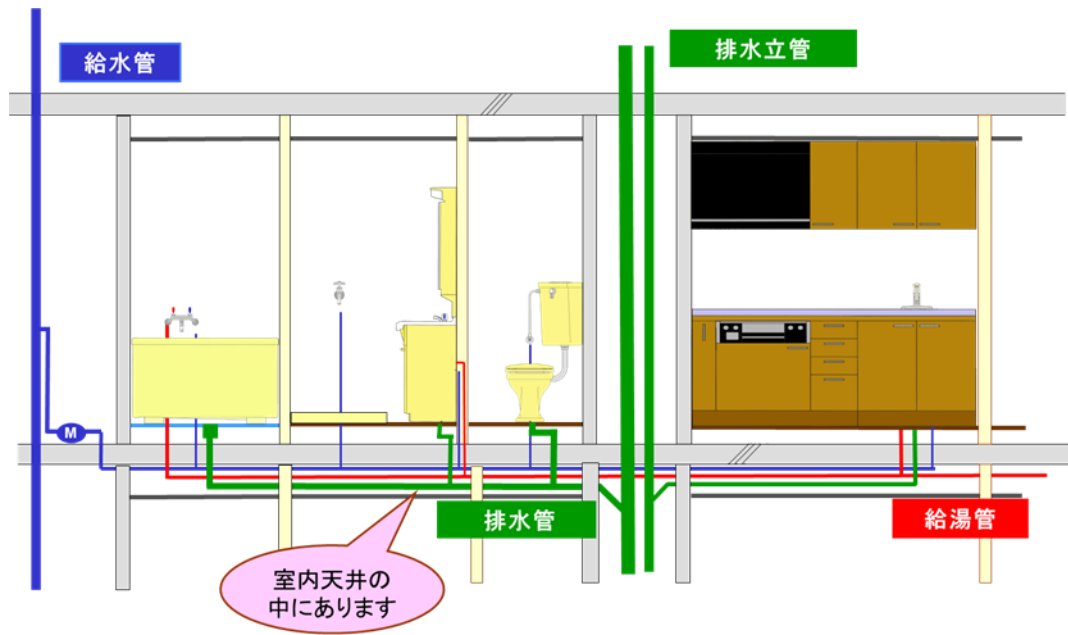 給水管
排水立管
M
排水管
給湯管
室内天井の
中にあります